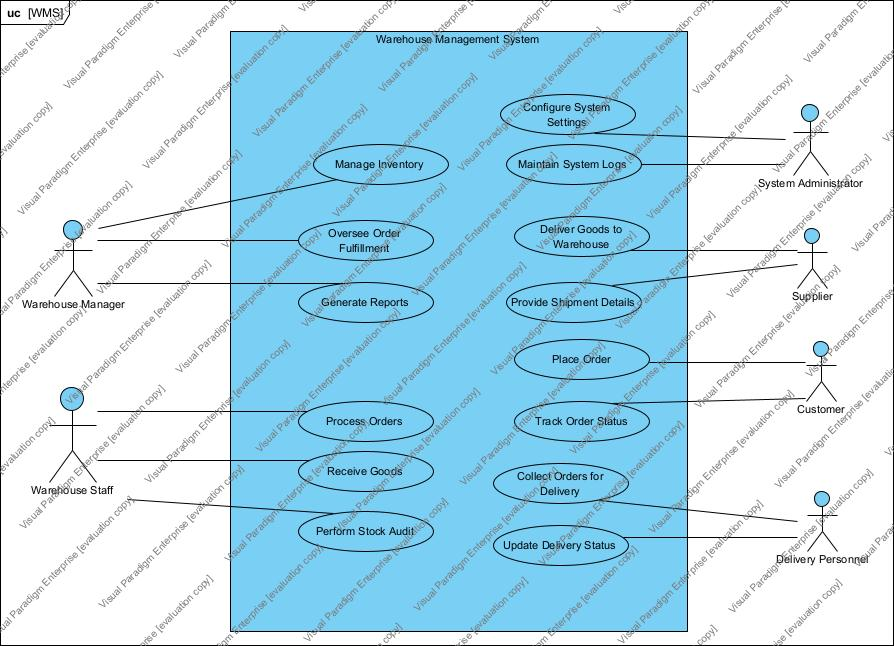 uc [WMS]
Warehouse Management System
Configure System
Settings
Manage Inventory
Maintain System Logs
System Administrator
Oversee Order
Fulfillment
Deliver Goods to
Warehouse
Warehouse Manager
Generate Reports
Provide Shipment Details
Supplier
Place Order
Process Orders
Track Order Status
Customer
Receive Goods
Collect Orders for
Delivery
Warehouse Staff
Perform Stock Audit
Update Delivery Status
Delivery Personnel
Visual Paradigm Enterprise [evaluation copy]